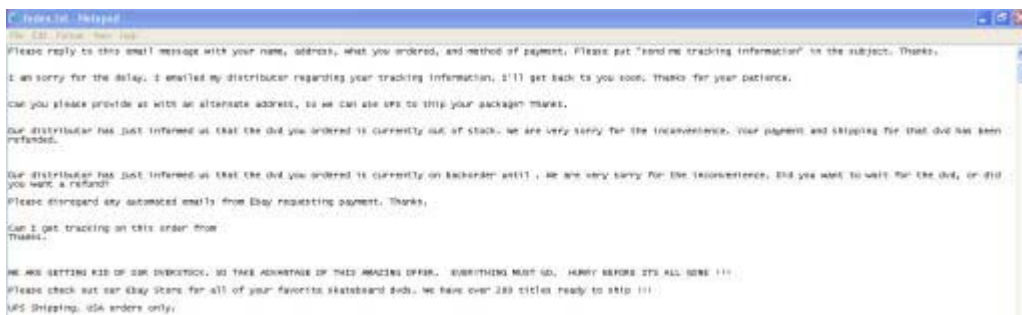 fedex.txt - Notepad
File Edit Format View Help
Please reply to this email message with your name, address, what you ordered, and method of payment. Please put "send me tracking information" in the subject. Thanks.
I am sorry for the delay. I emailed my distributor regarding your tracking information. I'll get back to you soon. Thanks for your patience.
Can you please provide us with an alternate address, so we can use UPS to ship your package? Thanks.
Our distributor has just informed us that the dvd you ordered is currently out of stock. We are very sorry for the inconvenience. Your payment and shipping for that dvd has been
refunded.
Our distributor has just informed us that the dvd you ordered is currently on backorder until . We are very sorry for the inconvenience. Did you want to wait for the dvd, or did
you want a refund?
Please disregard any automated emails from Ebay requesting payment. Thanks.
Can I get tracking on this order from
Thanks.
WE ARE GETTING RID OF OUR OVERSTOCK. SO TAKE ADVANTAGE OF THIS AMAZING OFFER. EVERYTHING MUST GO. HURRY BEFORE ITS ALL GONE !!!
Please check out our Ebay Store for all of your favorite skateboard dvds. We have over 200 titles ready to ship !!!
UPS Shipping. USA orders only.